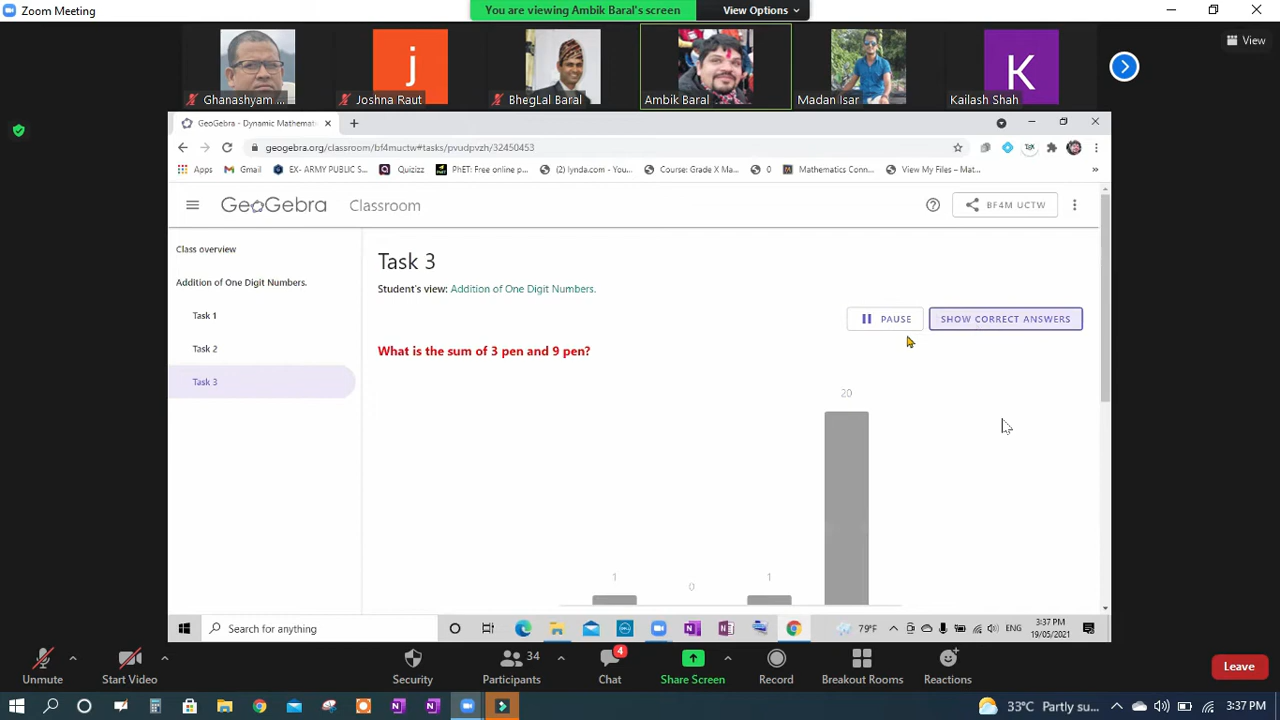 Zoom Meeting
You are viewing Ambik Baral's screen
View Options
View
Ghanashyam ...
j
Joshna Raut
BhegLal Baral
Ambik Baral
Madan Isar
K
Kailash Shah
GeoGebra - Dynamic Mathemat
geogebra.org/classroom/bf4muctw#tasks/pvudpvzh/32450453
Apps
Gmail
EX- ARMY PUBLIC S...
Quizizz
PhET: Free online p...
(2) lynda.com - You...
Course: Grade X Ma...
0
Mathematics Conn...
View My Files – Mat...
»
GeoGebra Classroom
BF4M UCTW
Class overview
Addition of One Digit Numbers.
Task 1
Task 2
Task 3
Task 3
Student's view: Addition of One Digit Numbers.
PAUSE
SHOW CORRECT ANSWERS
What is the sum of 3 pen and 9 pen?
20
1
0
1
Search for anything
79°F
ENG
3:37 PM
19/05/2021
Unmute
Start Video
Security
34
Participants
4
Chat
Share Screen
Record
Breakout Rooms
Reactions
Leave
33°C Partly su...
3:37 PM